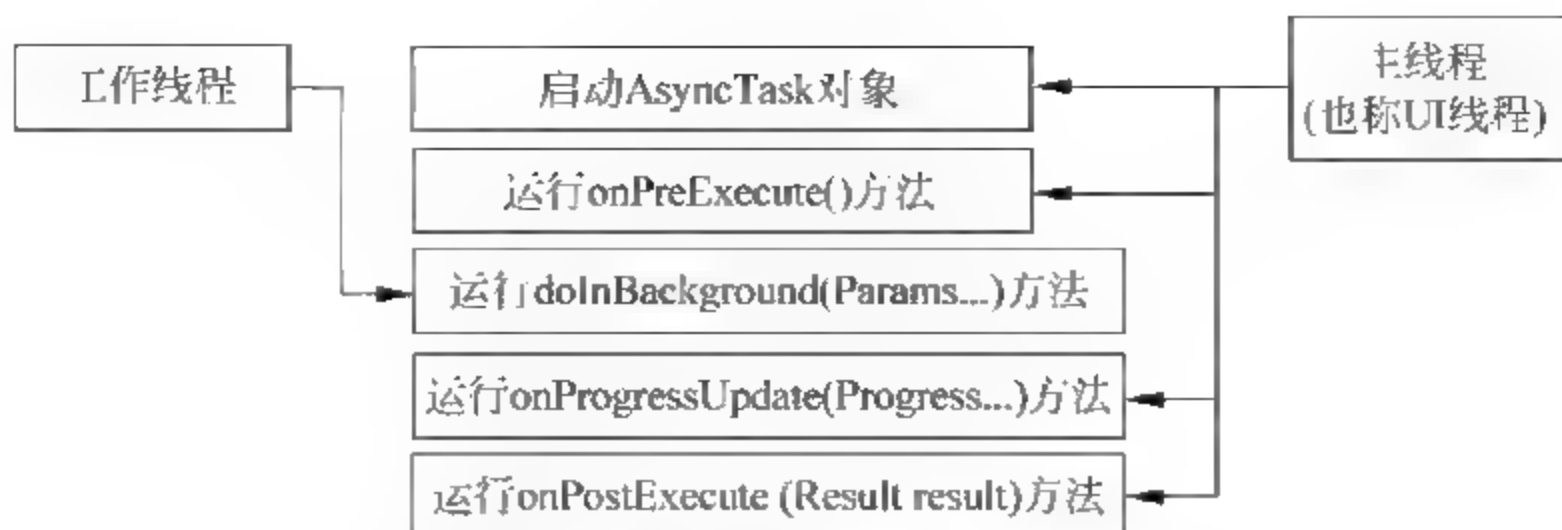 工作线程
启动AsyncTask对象
主线程
(也称UI线程)
运行onPreExecute()方法
运行doInBackground(Params...)方法
运行onProgressUpdate(Progress...)方法
运行onPostExecute (Result result)方法